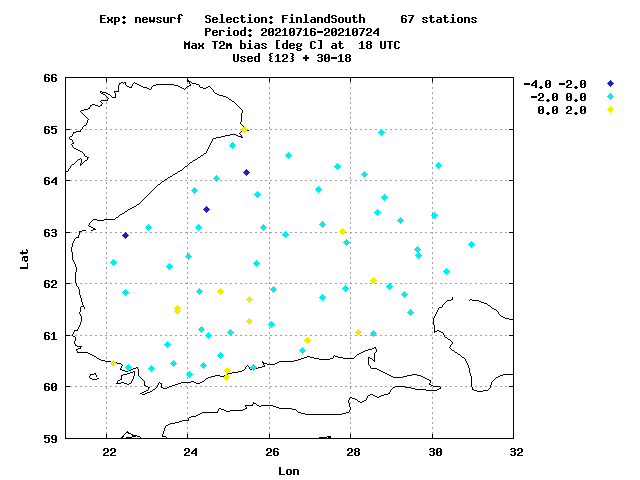 Exp: newsurf Selection: FinlandSouth 67 stations
Period: 20210716-20210724
Max T2m bias [deg C] at 18 UTC
Used {12} + 30-18
-4.0 -2.0
-2.0 0.0
0.0 2.0
66
65
64
63
62
61
60
59
Lat
22 24 26 28 30 32
Lon